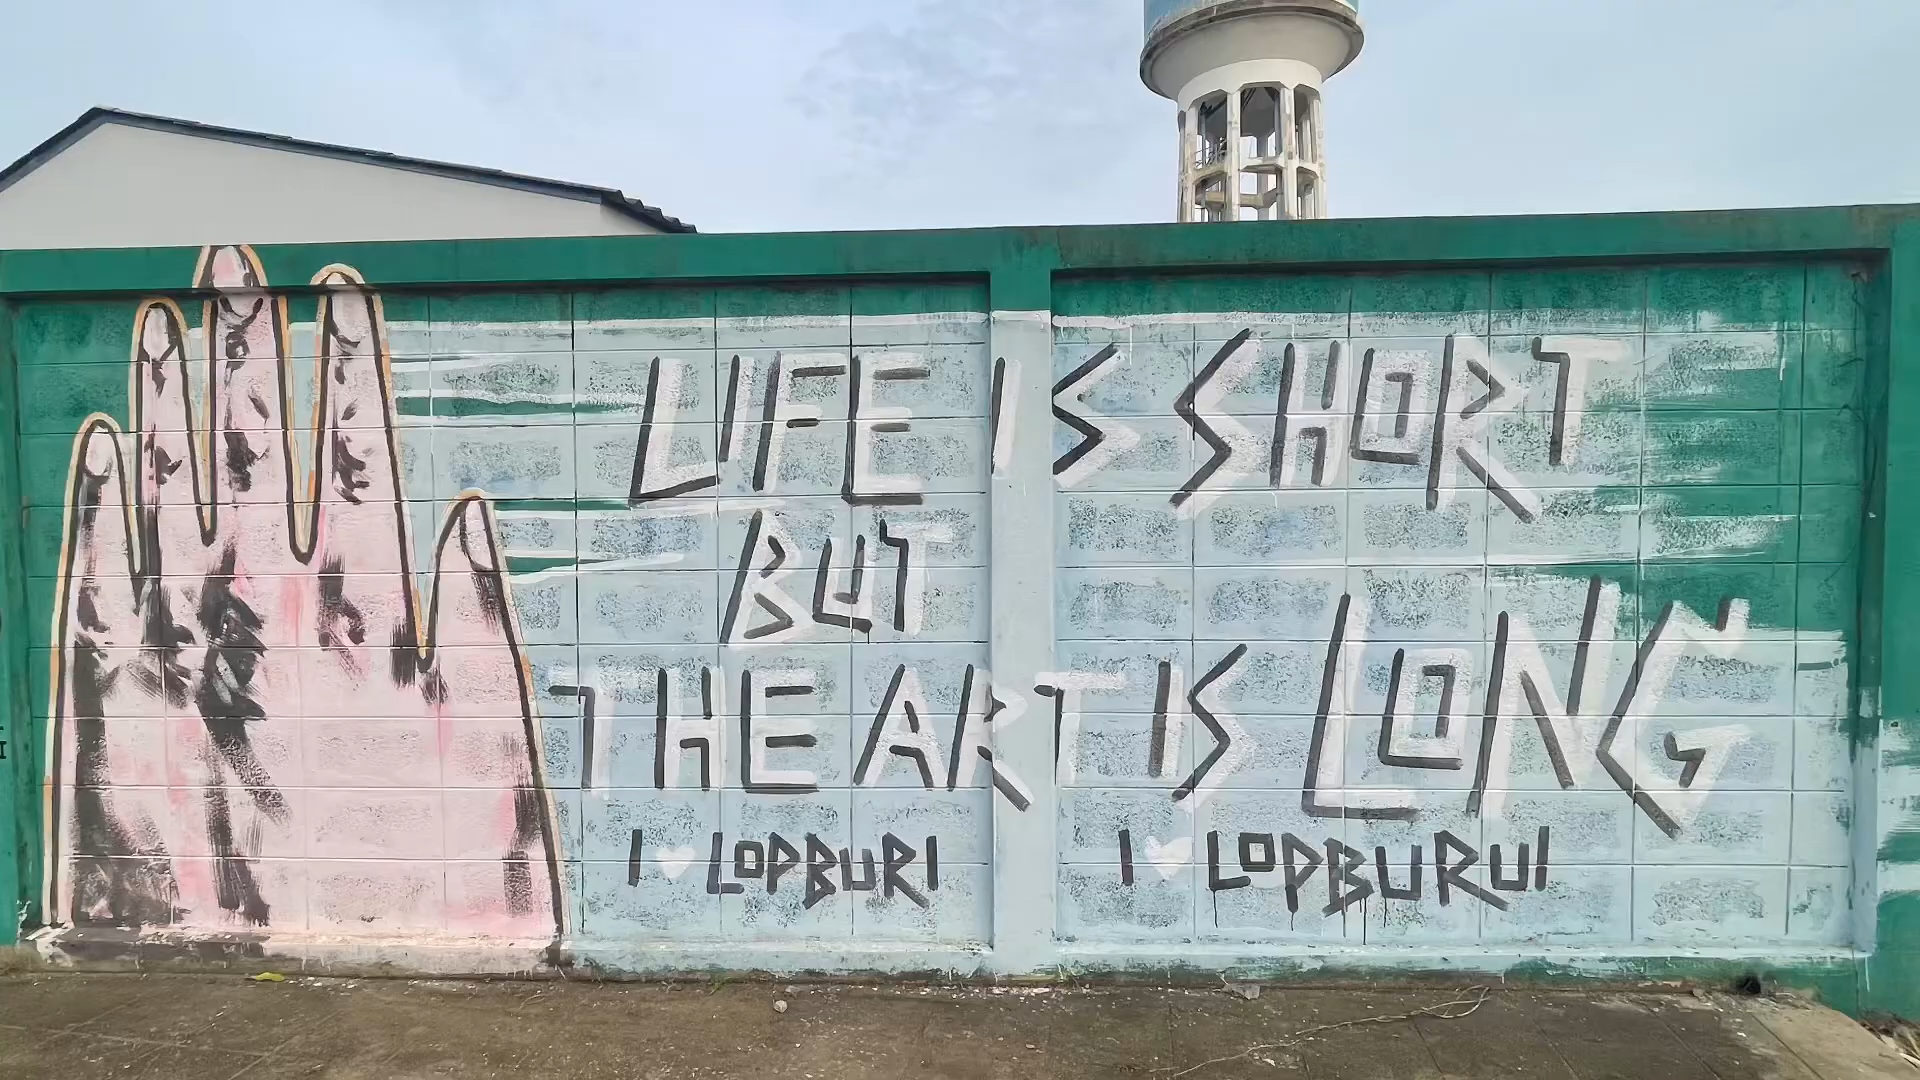 LIFE IS SHORT
BUT
THE ART IS LONG
I LOPBURI I LOPBURUI